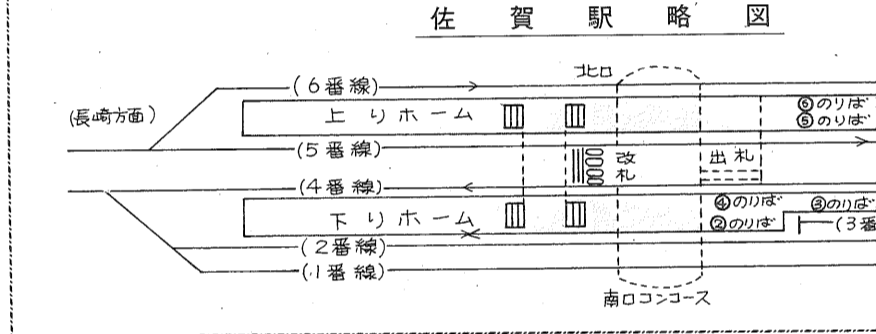 佐賀駅略図
北口
(6番線)
(長崎方面)
上りホーム
⑥のりば
⑤のりば
(5番線)
改札
出札
(4番線)
下りホーム
④のりば
③のりば
②のりば
(3番
(2番線)
(1番線)
南口コンコース